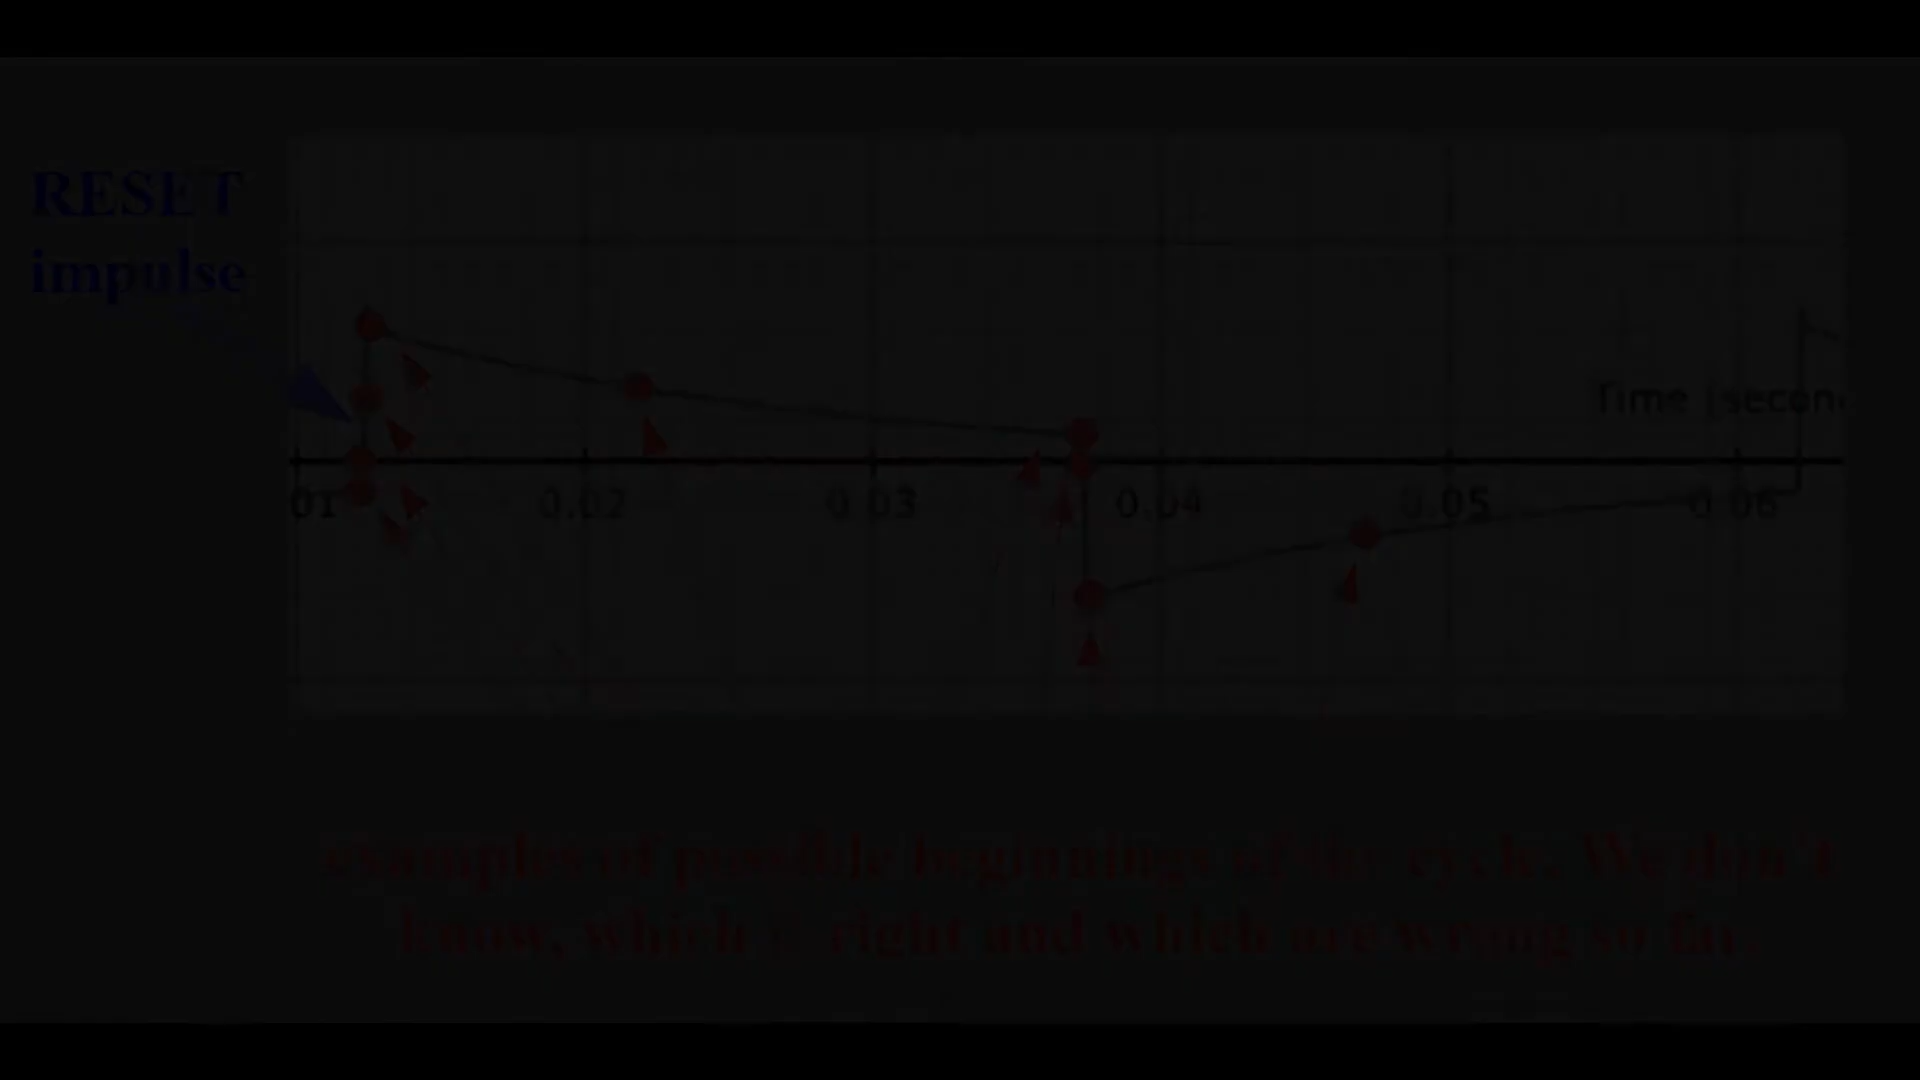 RESET
impulse
Time (second
01 0.02 0.03 0.04 0.05 0.06
examples of possible beginnings of the cycle. We don't
know, which is right and which are wrong so far.